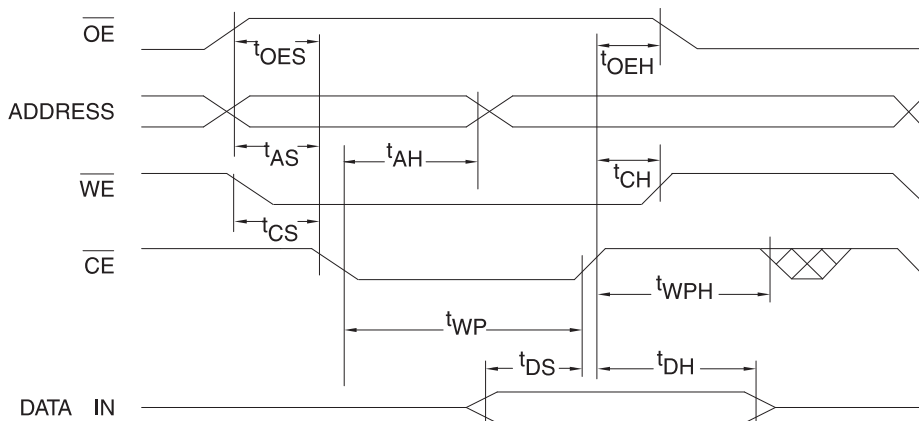 OE
tOES
tOEH
ADDRESS
tAS
tAH
tCH
WE
tCS
CE
tWPH
tWP
tDS
tDH
DATA IN